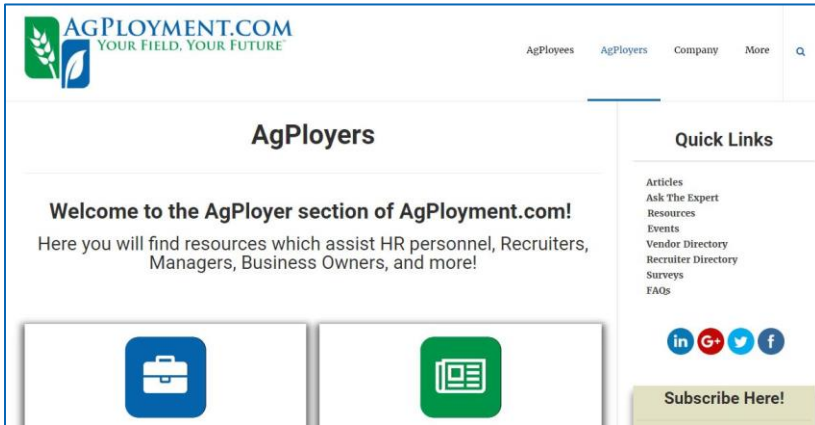 AGPLOYMENT.COM
YOUR FIELD, YOUR FUTURE™
AgPloyees AgPloyers Company More
AgPloyers
Welcome to the AgPloyer section of AgPloyment.com!
Here you will find resources which assist HR personnel, Recruiters,
Managers, Business Owners, and more!
Quick Links
Articles
Ask The Expert
Resources
Events
Vendor Directory
Recruiter Directory
Surveys
FAQs
in G+ f
Subscribe Here!